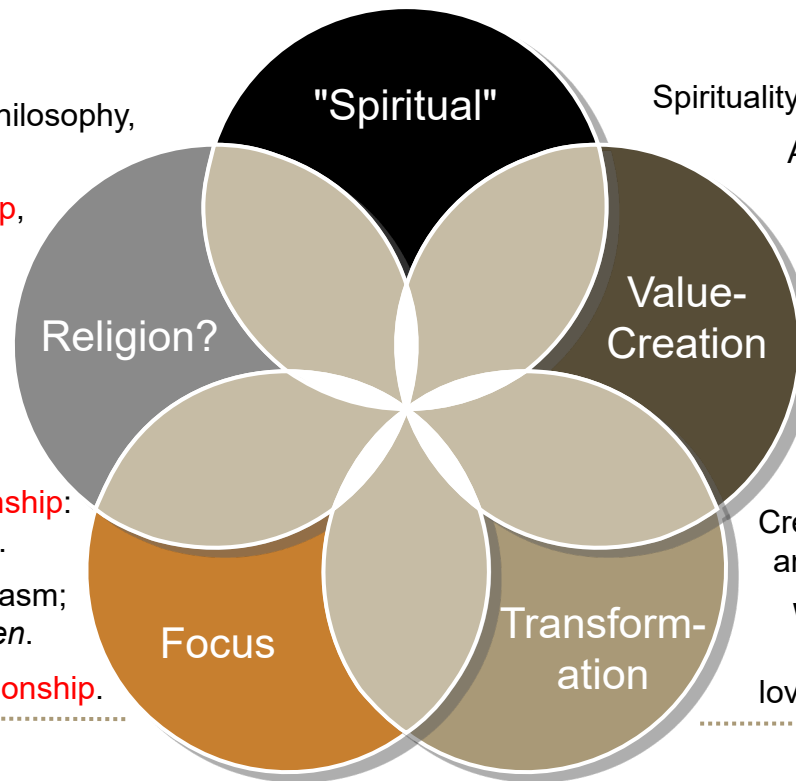 "Spiritual"
hilosophy,
Spirituality
A
p,
Value-
Creation
Religion?
nship:
.
asm;
en.
onship.
Focus
Transform-
ation
Cre
an
lov